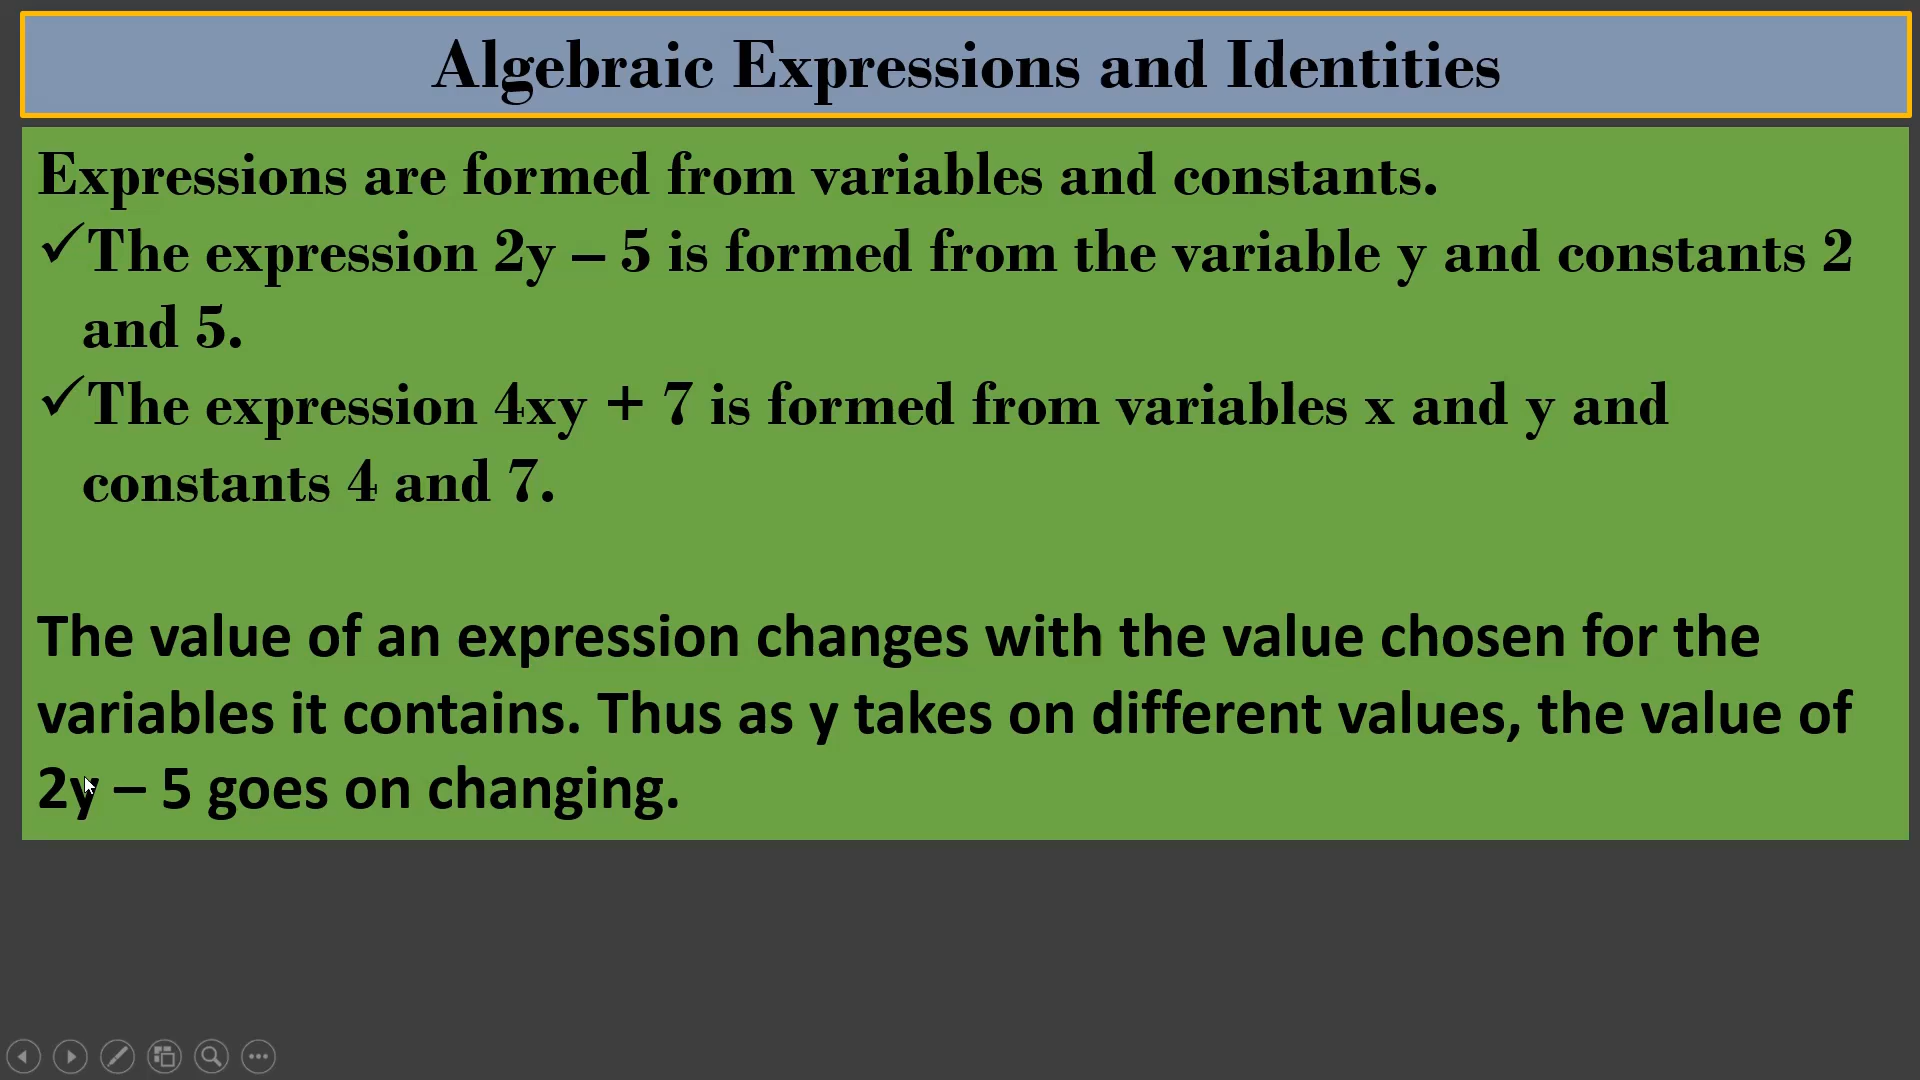 Algebraic Expressions and Identities
Expressions are formed from variables and constants.
✓The expression 2y – 5 is formed from the variable y and constants 2
and 5.
✓The expression 4xy + 7 is formed from variables x and y and
constants 4 and 7.
The value of an expression changes with the value chosen for the
variables it contains. Thus as y takes on different values, the value of
2y – 5 goes on changing.